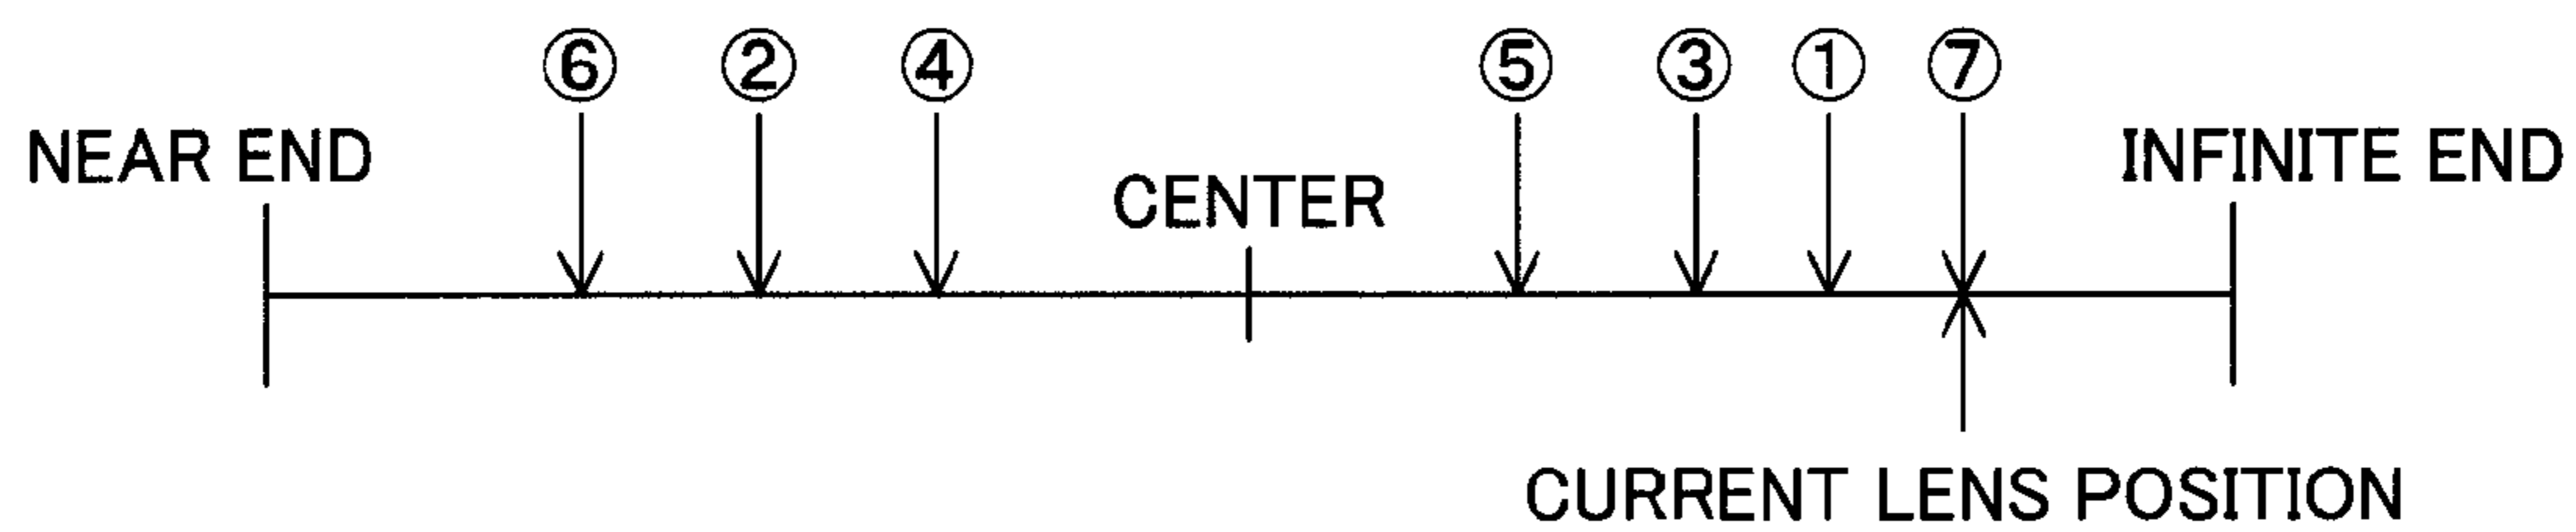 ⑥ ② ④ ⑤ ③ ① ⑦
NEAR END
INFINITE END
CENTER
CURRENT LENS POSITION